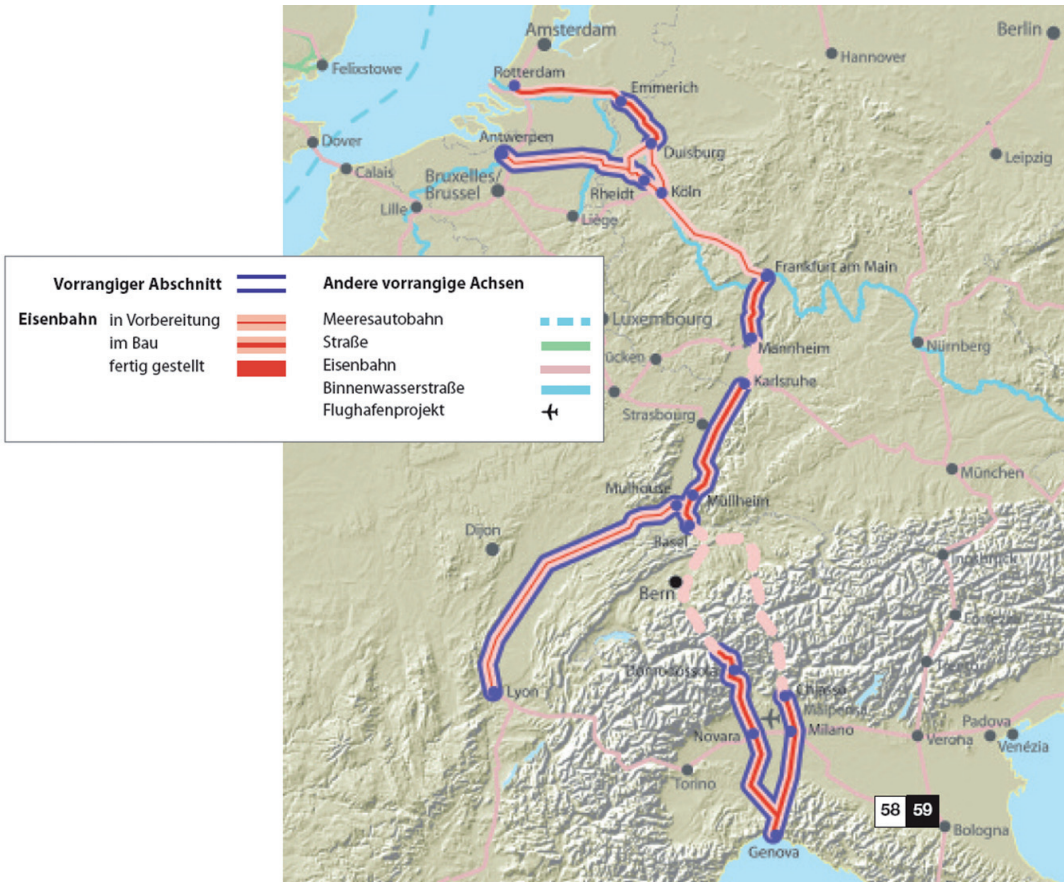 Amsterdam
Berlin
Felixstowe
Hannover
Rotterdam
Emmerich
Dover
Antwerpen
Duisburg
Leipzig
Calais
Bruxelles/
Brussel
Rheidt
Köln
Lille
Liège
Frankfurt am Main
Vorrangiger Abschnitt
Andere vorrangige Achsen
Eisenbahn in Vorbereitung
im Bau
fertig gestellt
Meeresautobahn
Straße
Eisenbahn
Binnenwasserstraße
Flughafenprojekt
Luxembourg
Mannheim
Nürnberg
rücken
Karlsruhe
Strasbourg
München
Mulhouse
Müllheim
Dijon
Basel
Innsbruck
Bern
Domodossola
Lyon
Chiasso
Malpensa
Novara
Milano
Verona
Padova
Venézia
Torino
58 59
Bologna
Genova